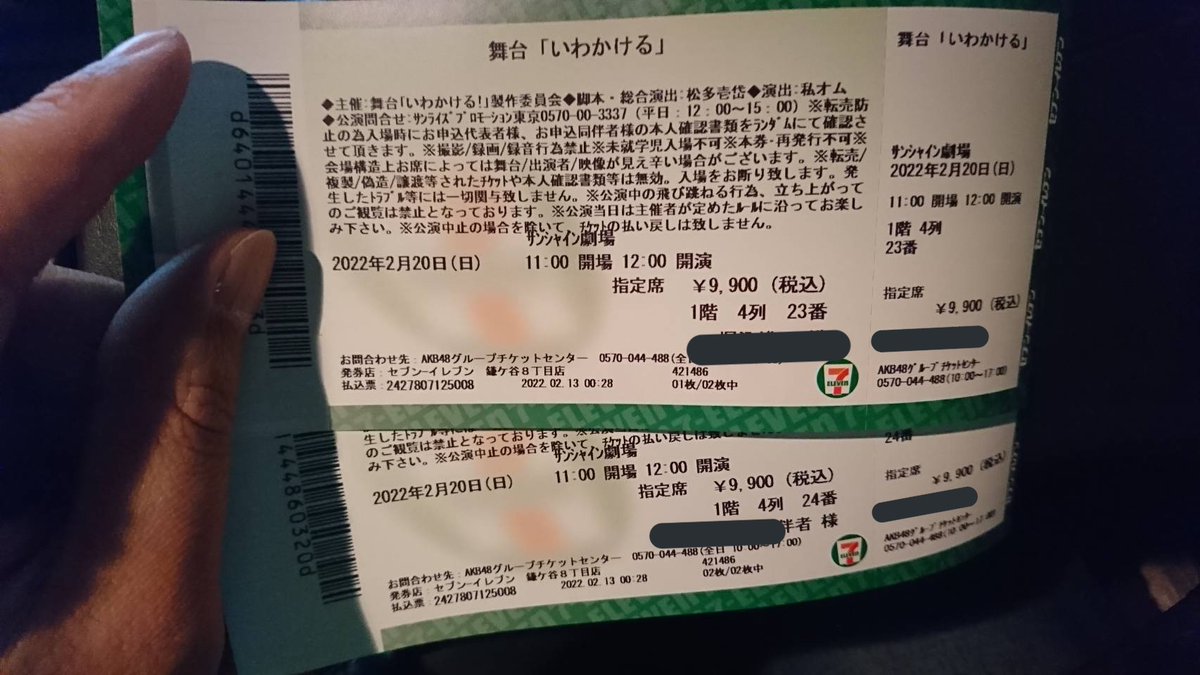 舞台「いわかける」
◆主催:舞台「いわかける!」製作委員会◆脚本・総合演出:松多壱岱◆演出:私オム
◆公演問合せ:サンライズプロモーション東京0570-00-3337(平日:12:00~15:00)※転売防
止の為入場時にお申込代表者様、お申込同伴者様の本人確認書類をランダムにて確認さ
せて頂きます。※撮影/録画/録音行為禁止※未就学児入場不可※本券・再発行不可※
会場構造上お席によっては舞台/出演者/映像が見え辛い場合がございます。※転売/
複製/偽造/譲渡等されたチケットや本人確認書類等は無効。入場をお断り致します。発
生したトラブル等には一切関与致しません。※公演中の飛び跳ねる行為、立ち上がって
のご観覧は禁止となっております。※公演当日は主催者が定めたルールに沿ってお楽し
み下さい。※公演中止の場合を除いて、チケットの払い戻しは致しません。
サンシャイン劇場
2022年2月20日(日) 11:00 開場 12:00 開演
指定席 ¥9,900(税込)
1階 4列 23番
お問合わせ先:AKB48グループチケットセンター 0570-044-488(全日
発券店:セブン-イレブン 鎌ケ谷8丁目店 421486
払込票:2427807125008 2022.02.13 00:28 01枚/02枚中
7 ELEVEN
舞台「いわかける」
サンシャイン劇場
2022年2月20日(日)
11:00 開場 12:00 開演
1階 4列
23番
指定席
¥9,900(税込)
AKB48グループチケットセンター
0570-044-488(10:00~17:00)
生したトラブル等には一切関与致しません。※公演
のご観覧は禁止となっております。※公演
み下さい。※公演中止の場合を除いて、チケットの払い戻しは致しません。
サンシャイン劇場
2022年2月20日(日) 11:00 開場 12:00 開演
指定席 ¥9,900(税込)
1階 4列 24番
伴者 様
お問合わせ先:AKB48グループチケットセンター 0570-044-488(全日 10:00~17:00)
発券店:セブン-イレブン 鎌ケ谷8丁目店 421486
払込票:2427807125008 2022.02.13 00:28 02枚/02枚中
7 ELEVEN
24番
指定席
¥9,900(税込)
AKB48グループチケットセンター
0570-044-488(10:00~17:00)